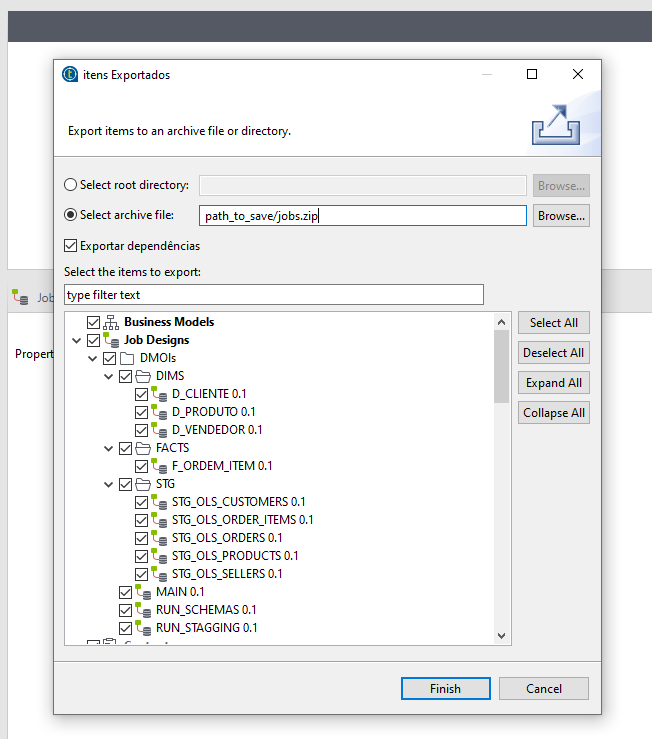 itens Exportados
Export items to an archive file or directory.
Select root directory:
Browse...
Select archive file:
path_to_save/jobs.zip
Browse...
Exportar dependências
Select the items to export:
type filter text
Business Models
Select All
Job Designs
DMOIs
Deselect All
DIMS
Expand All
D_CLIENTE 0.1
D_PRODUTO 0.1
Collapse All
D_VENDEDOR 0.1
FACTS
F_ORDEM_ITEM 0.1
STG
STG_OLS_CUSTOMERS 0.1
STG_OLS_ORDER_ITEMS 0.1
STG_OLS_ORDERS 0.1
STG_OLS_PRODUCTS 0.1
STG_OLS_SELLERS 0.1
MAIN 0.1
RUN_SCHEMAS 0.1
RUN_STAGGING 0.1
Finish
Cancel
Job
Propert